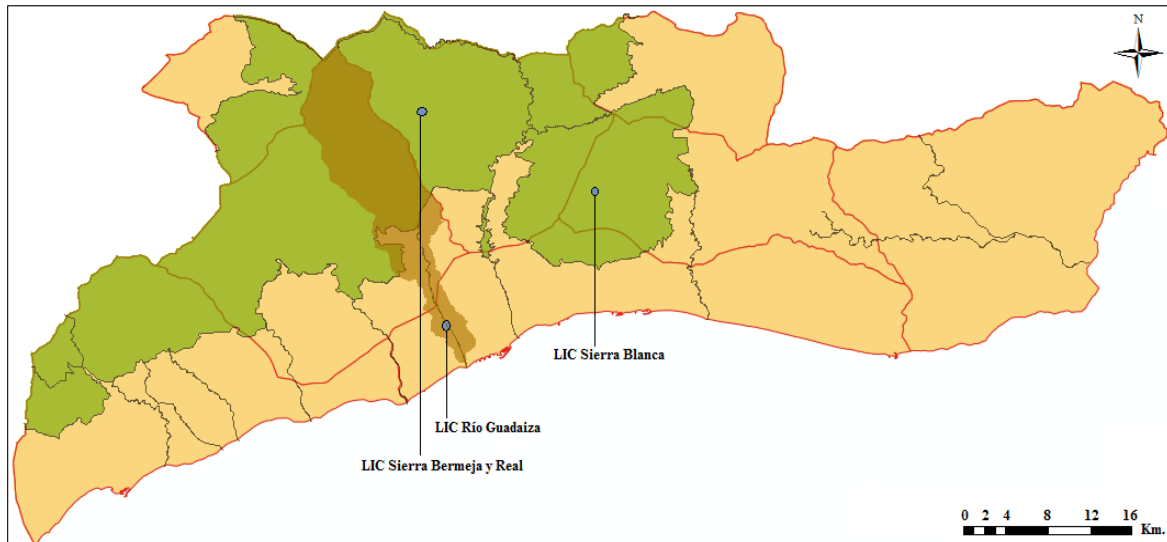 N
LIC Sierra Blanca
LIC Río Guadaiza
LIC Sierra Bermeja y Real
0 2 4 8 12 16
Km.